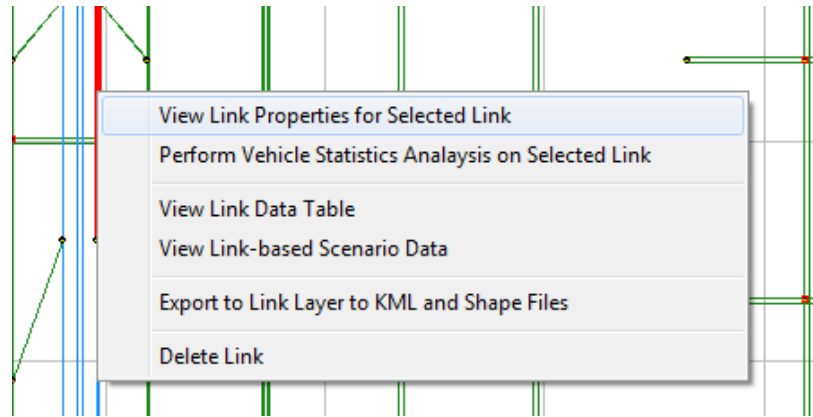 View Link Properties for Selected Link
Perform Vehicle Statistics Analaysis on Selected Link
View Link Data Table
View Link-based Scenario Data
Export to Link Layer to KML and Shape Files
Delete Link